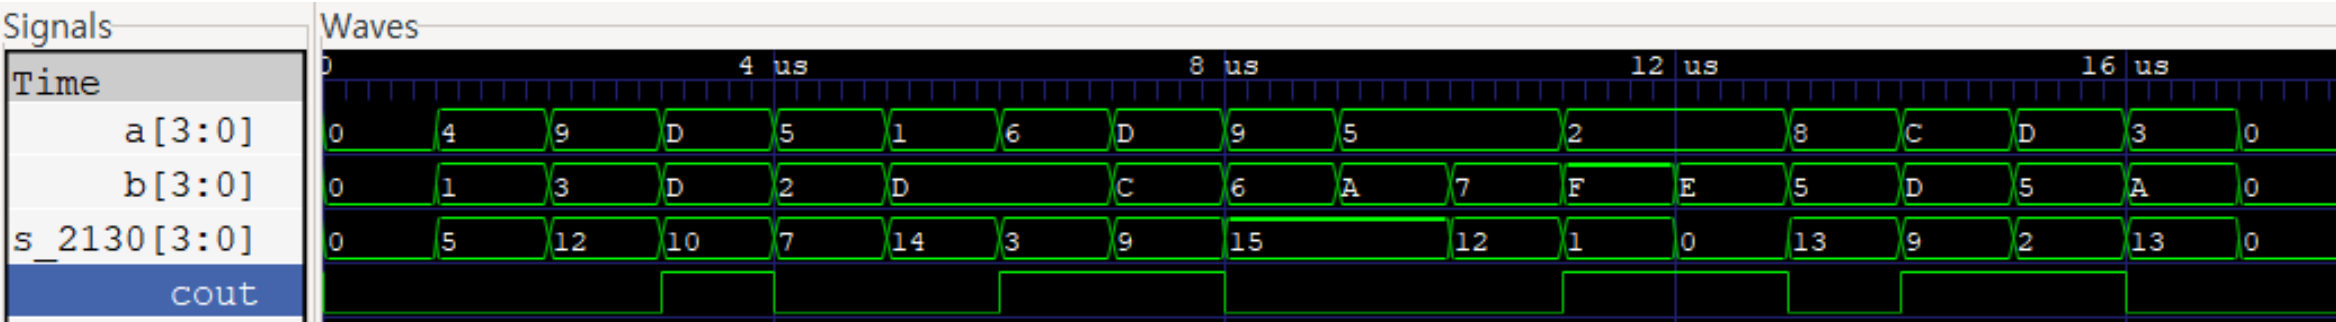 Signals Waves
Time 0 4 us 8 us 12 us 16 us
a[3:0] 0 4 9 D 5 1 6 D 9 5 2 8 C D 3 0
b[3:0] 0 1 3 D 2 D C 6 A 7 F E 5 D 5 A 0
s_2130[3:0] 0 5 12 10 7 14 3 9 15 12 1 0 13 9 2 13 0
cout